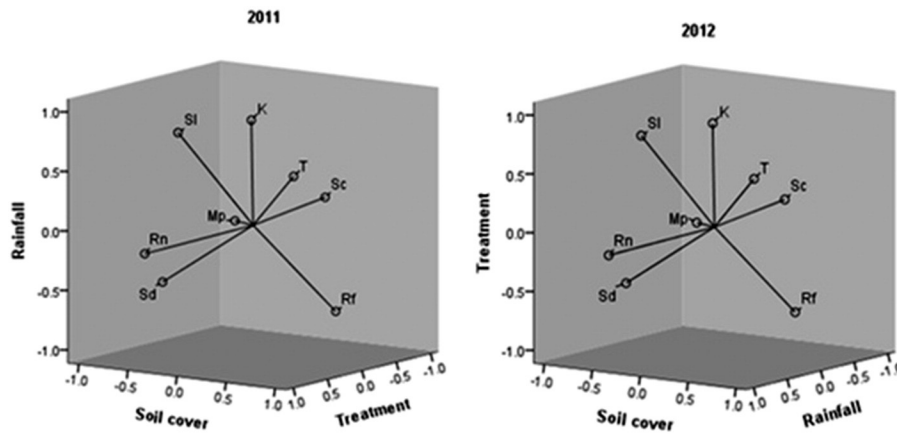 2011
1.0
0.5
0.0
-0.5
-1.0
Rainfall
Sl
K
T
Sc
Mp
Rn
Sd
Rf
-1.0 -0.5 0.0 0.5 1.0
Soil cover
1.0 0.5 0.0 -0.5 -1.0
Treatment
2012
1.0
0.5
0.0
-0.5
-1.0
Treatment
Sl
K
T
Sc
Mp
Rn
Sd
Rf
-1.0 -0.5 0.0 0.5 1.0
Soil cover
1.0 0.5 0.0 -0.5 -1.0
Rainfall